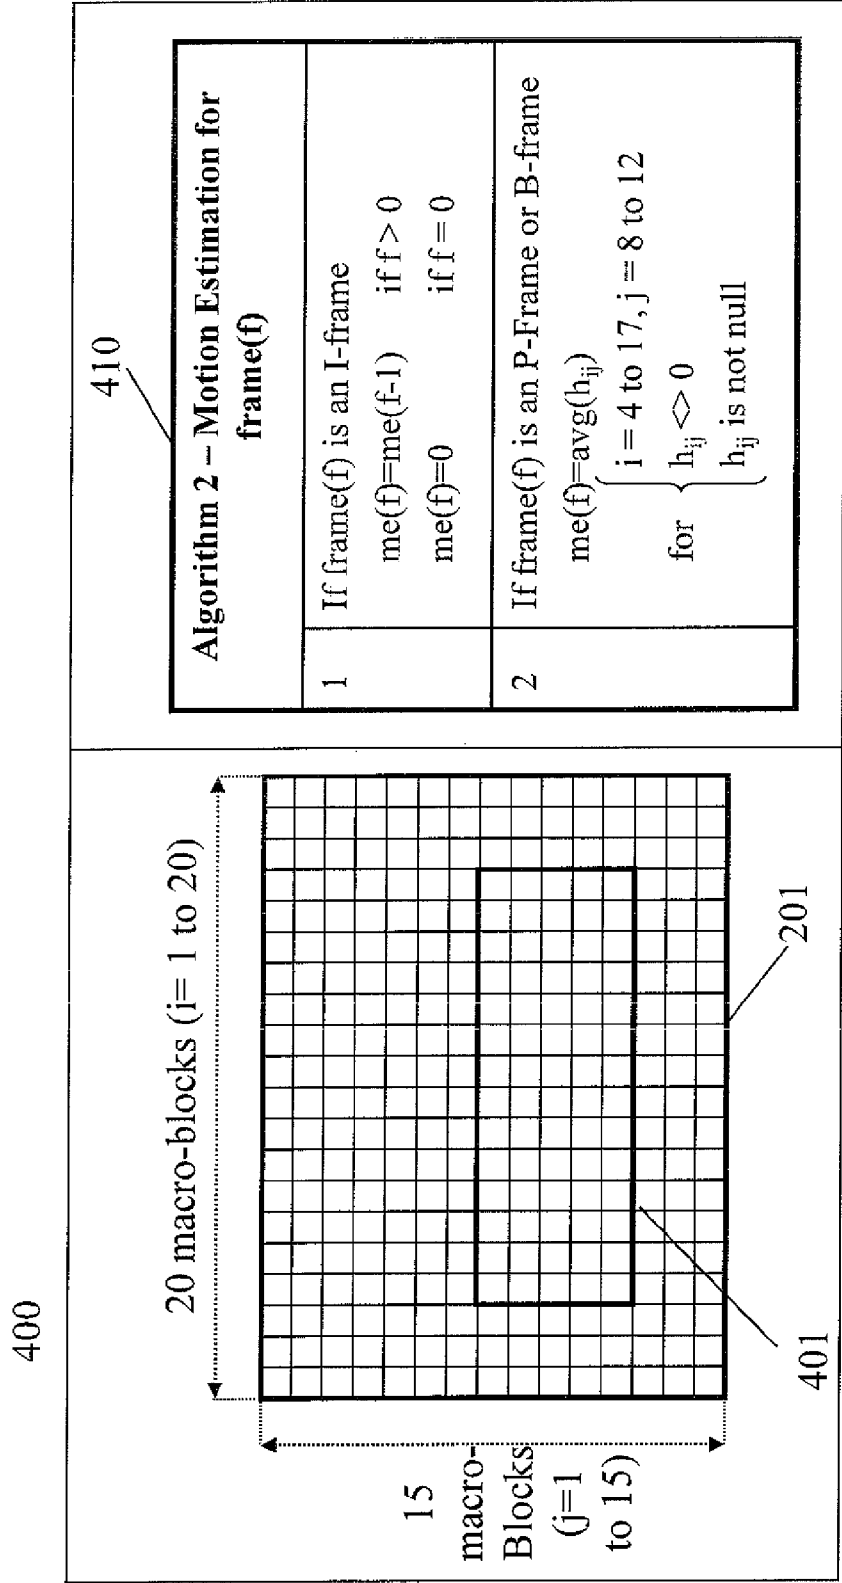 400
20 macro-blocks (i= 1 to 20)
15
macro-
Blocks
(j=1
to 15)
401
201
410
Algorithm 2 – Motion Estimation for
frame(f)
1
If frame(f) is an I-frame
me(f)=me(f-1) if f > 0
me(f)=0 if f = 0
2
If frame(f) is an P-Frame or B-frame
me(f)=avg(hij)
for
i = 4 to 17, j = 8 to 12
hij <> 0
hij is not null